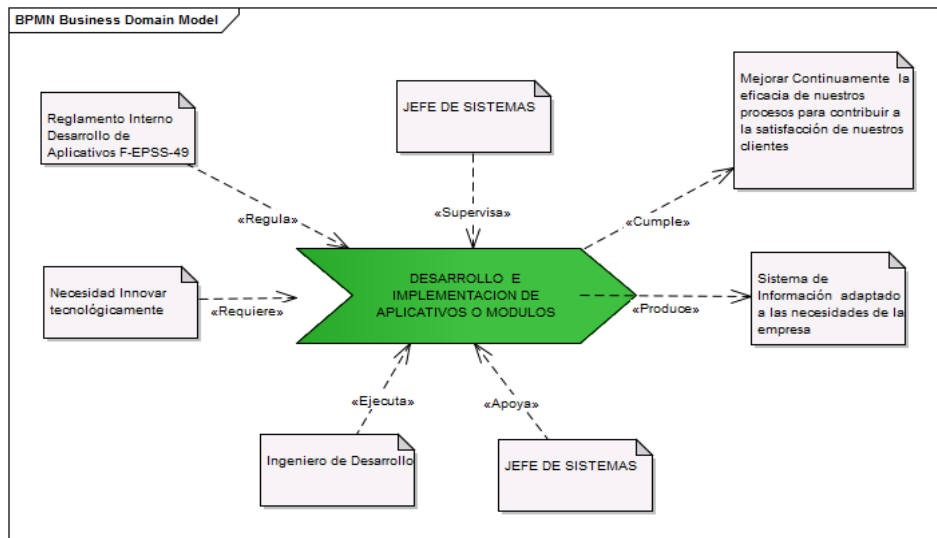 BPMN Business Domain Model
Reglamento Interno
Desarrollo de
Aplicativos F-EPSS-49
JEFE DE SISTEMAS
Mejorar Continuamente la
eficacia de nuestros
procesos para contribuir a
la satisfacción de nuestros
clientes
«Regula»
«Supervisa»
«Cumple»
Necesidad Innovar
tecnológicamente
«Requiere»
DESARROLLO E
IMPLEMENTACION DE
APLICATIVOS O MODULOS
«Produce»
Sistema de
Información adaptado
a las necesidades de la
empresa
«Ejecuta»
«Apoya»
Ingeniero de Desarrollo
JEFE DE SISTEMAS